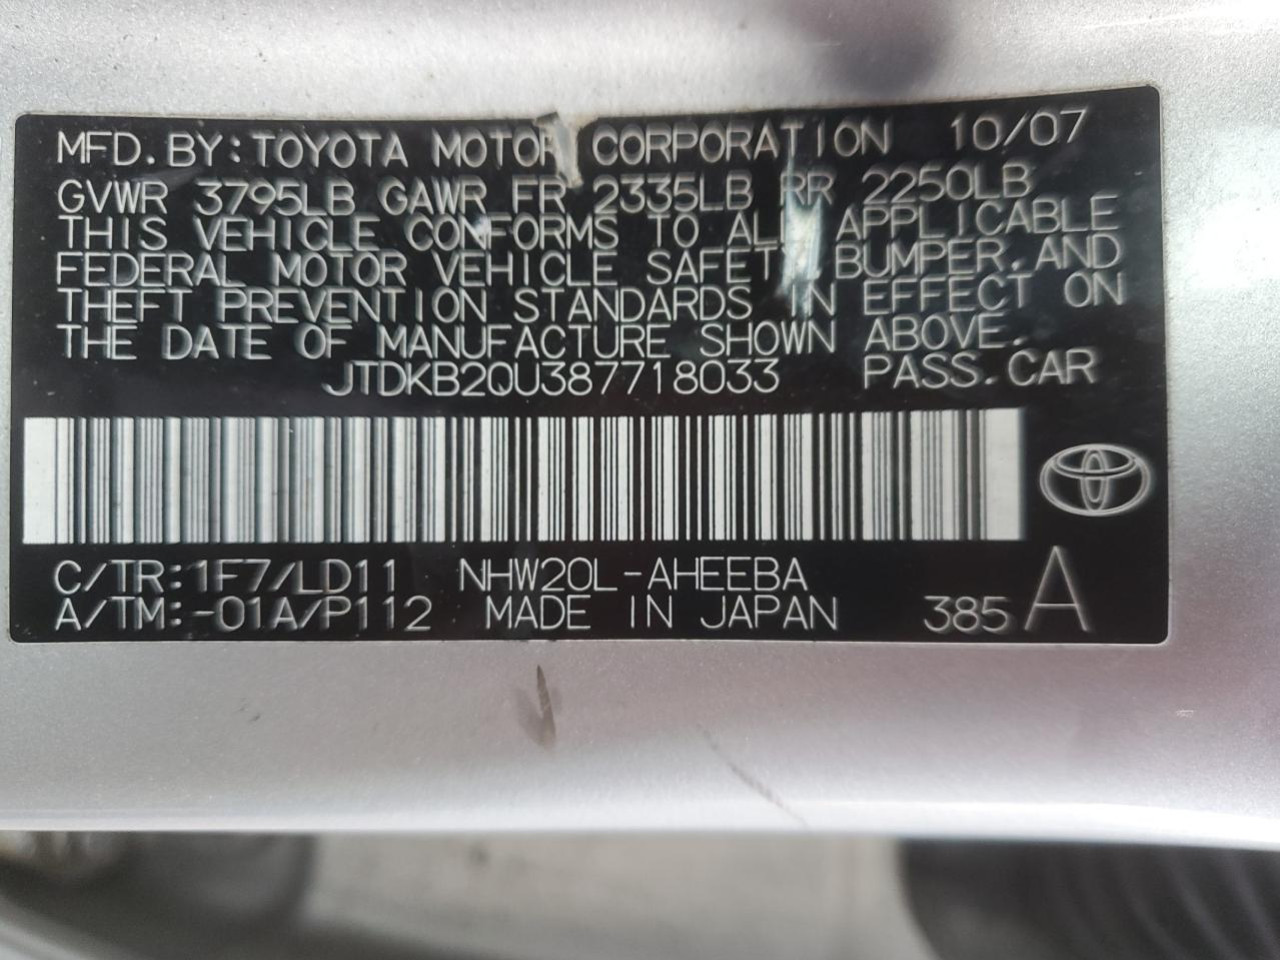 MFD. BY: TOYOTA MOTOR CORPORATION 10/07
GVWR 3795LB GAWR FR 2335LB RR 2250LB
THIS VEHICLE CONFORMS TO ALL APPLICABLE
FEDERAL MOTOR VEHICLE SAFETY, BUMPER, AND
THEFT PREVENTION STANDARDS IN EFFECT ON
THE DATE OF MANUFACTURE SHOWN ABOVE.
JTDKB20U387718033 PASS. CAR
C/TR: 1F7/LD11 NHW20L-AHEEBA
A/TM: -01A/P112 MADE IN JAPAN 385 A